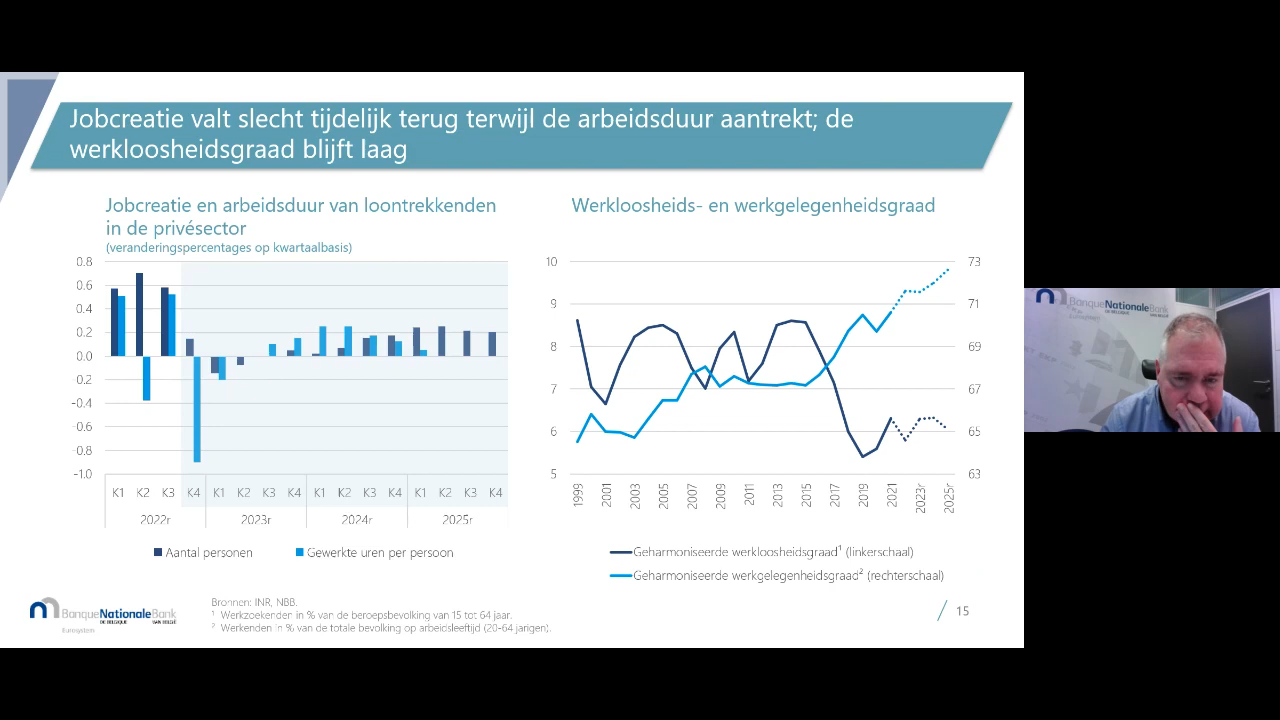 Jobcreatie valt slecht tijdelijk terug terwijl de arbeidsduur aantrekt; de
werkloosheidsgraad blijft laag
Jobcreatie en arbeidsduur van loontrekkenden
in de privésector
(veranderingspercentages op kwartaalbasis)
0.8
0.6
0.4
0.2
0.0
-0.2
-0.4
-0.6
-0.8
-1.0
K1 K2 K3 K4 K1 K2 K3 K4 K1 K2 K3 K4 K1 K2 K3 K4
2022r 2023r 2024r 2025r
Aantal personen Gewerkte uren per persoon
Werkloosheids- en werkgelegenheidsgraad
10 73
9 71
8 69
7 67
6 65
5 63
1999 2001 2003 2005 2007 2009 2011 2013 2015 2017 2019 2021 2023r 2025r
Geharmoniseerde werkloosheidsgraad¹ (linkerschaal)
Geharmoniseerde werkgelegenheidsgraad² (rechterschaal)
BanqueNationaleBank
DE BELGIQUE VAN BELGIË
Eurosystem
Bronnen: INR, NBB.
¹ Werkzoekenden in % van de beroepsbevolking van 15 tot 64 jaar.
² Werkenden in % van de totale bevolking op arbeidsleeftijd (20-64 jarigen).
15
BanqueNationaleBank
DE BELGIQUE VAN BELGIË